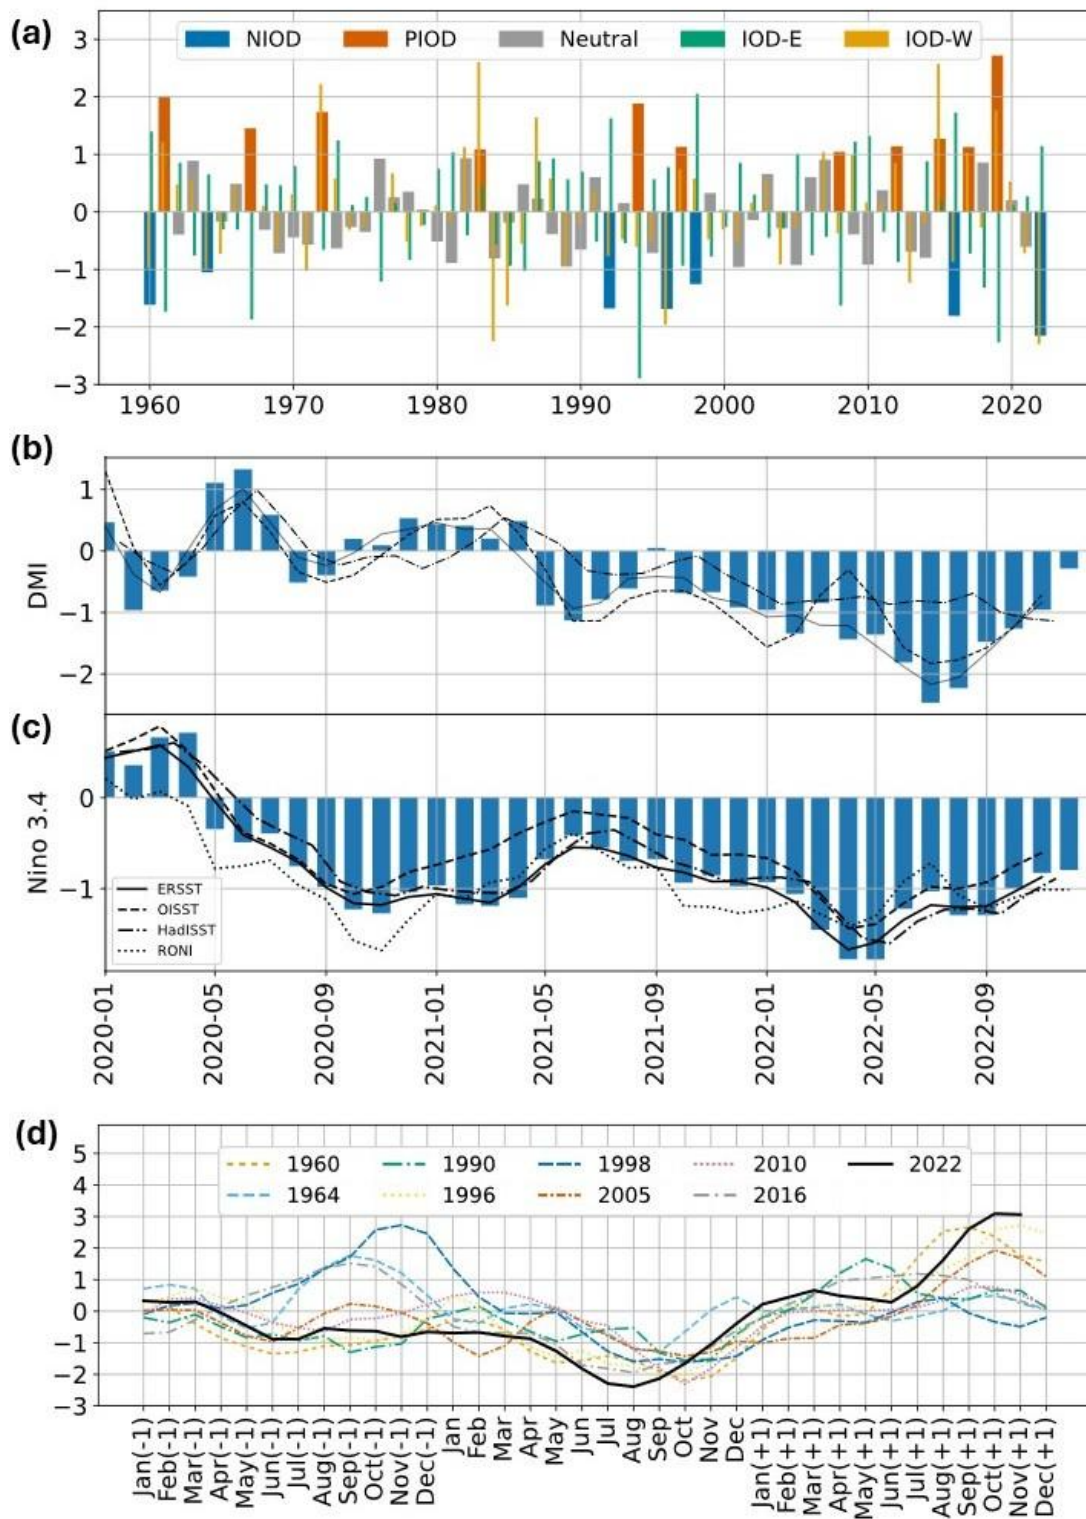 (a)
NIOD PIOD Neutral IOD-E IOD-W
3
2
1
0
−1
−2
−3
1960 1970 1980 1990 2000 2010 2020
(b)
DMI
1
0
−1
−2
(c)
Nino 3.4
0
−1
ERSST
OISST
HadISST
RONI
2020-01 2020-05 2020-09 2021-01 2021-05 2021-09 2022-01 2022-05 2022-09
(d)
1960 1990 1998 2010 2022
1964 1996 2005 2016
5
4
3
2
1
0
−1
−2
−3
Jan(-1) Feb(-1) Mar(-1) Apr(-1) May(-1) Jun(-1) Jul(-1) Aug(-1) Sep(-1) Oct(-1) Nov(-1) Dec(-1) Jan Feb Mar Apr May Jun Jul Aug Sep Oct Nov Dec Jan(+1) Feb(+1) Mar(+1) Apr(+1) May(+1) Jun(+1) Jul(+1) Aug(+1) Sep(+1) Oct(+1) Nov(+1) Dec(+1)